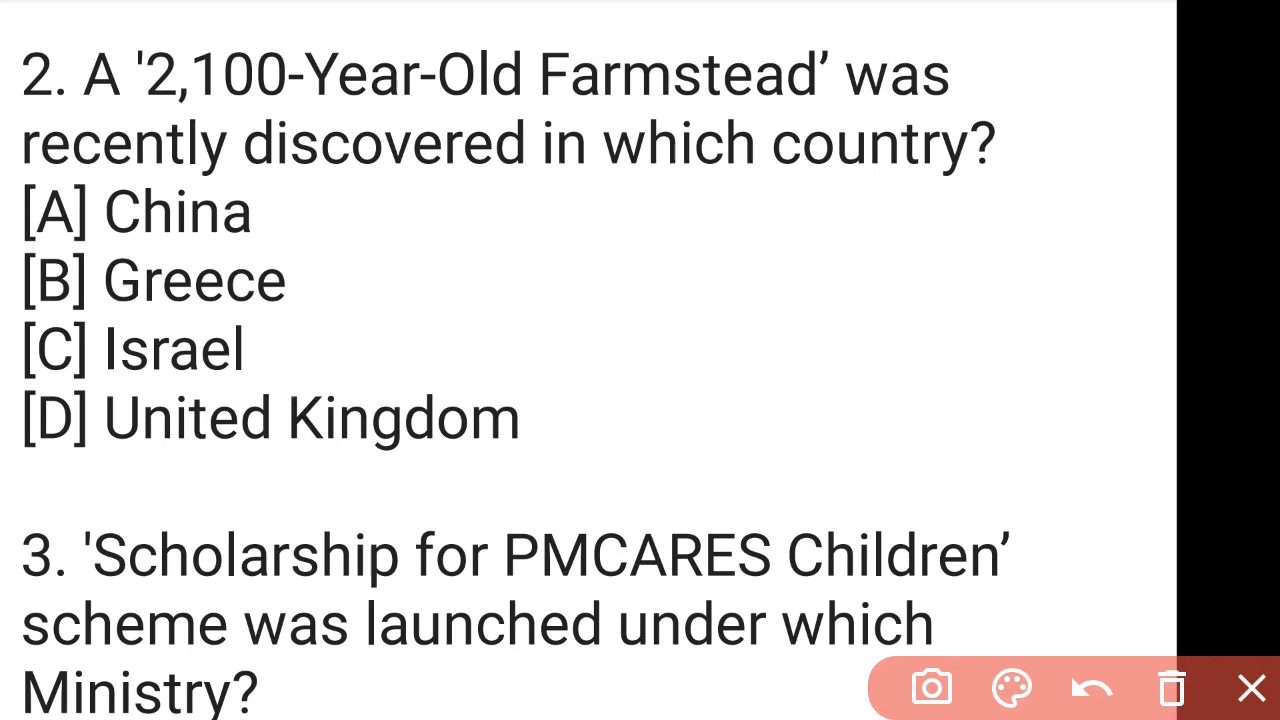 2. A '2,100-Year-Old Farmstead’ was
recently discovered in which country?
[A] China
[B] Greece
[C] Israel
[D] United Kingdom
3. 'Scholarship for PMCARES Children’
scheme was launched under which
Ministry?